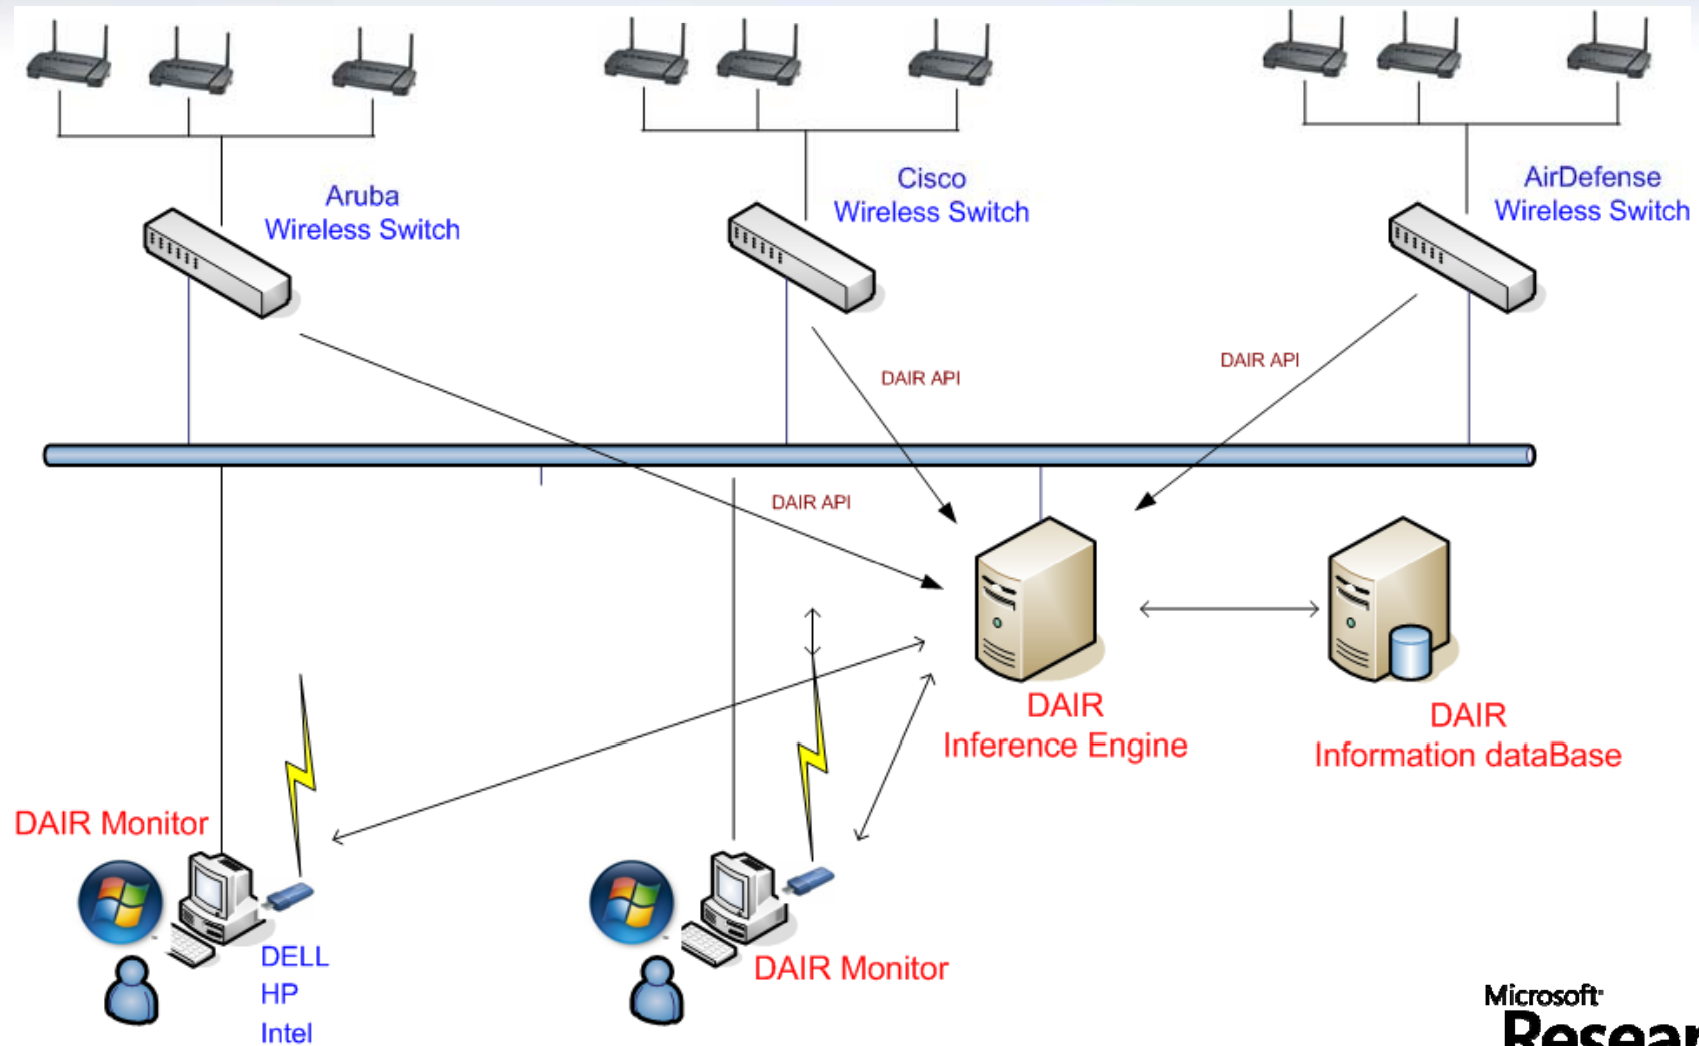 Aruba
Wireless Switch
Cisco
Wireless Switch
AirDefense
Wireless Switch
DAIR API
DAIR API
DAIR API
DAIR
Inference Engine
DAIR
Information dataBase
DAIR Monitor
DELL
HP
Intel
DAIR Monitor
Microsoft